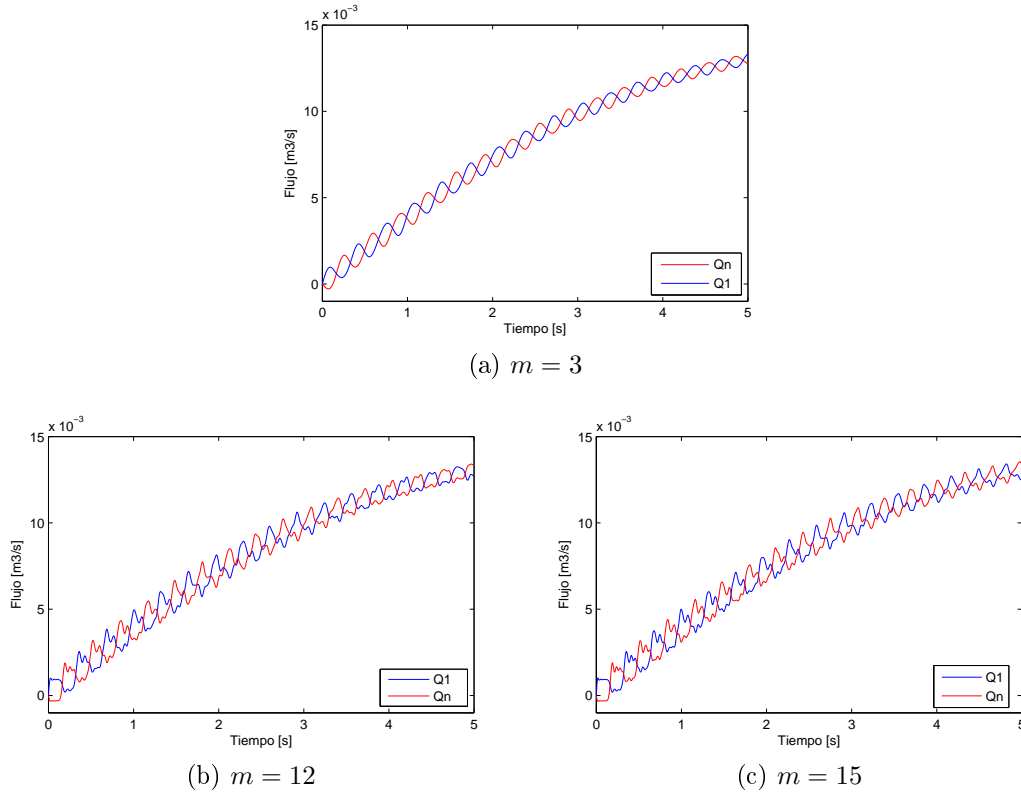 x 10⁻³
15
10
5
0
Flujo [m3/s]
0 1 2 3 4 5
Tiempo [s]
Qn
Q1
(a) m = 3
x 10⁻³
15
10
5
0
Flujo [m3/s]
0 1 2 3 4 5
Tiempo [s]
Q1
Qn
(b) m = 12
x 10⁻³
15
10
5
0
Flujo [m3/s]
0 1 2 3 4 5
Tiempo [s]
Q1
Qn
(c) m = 15